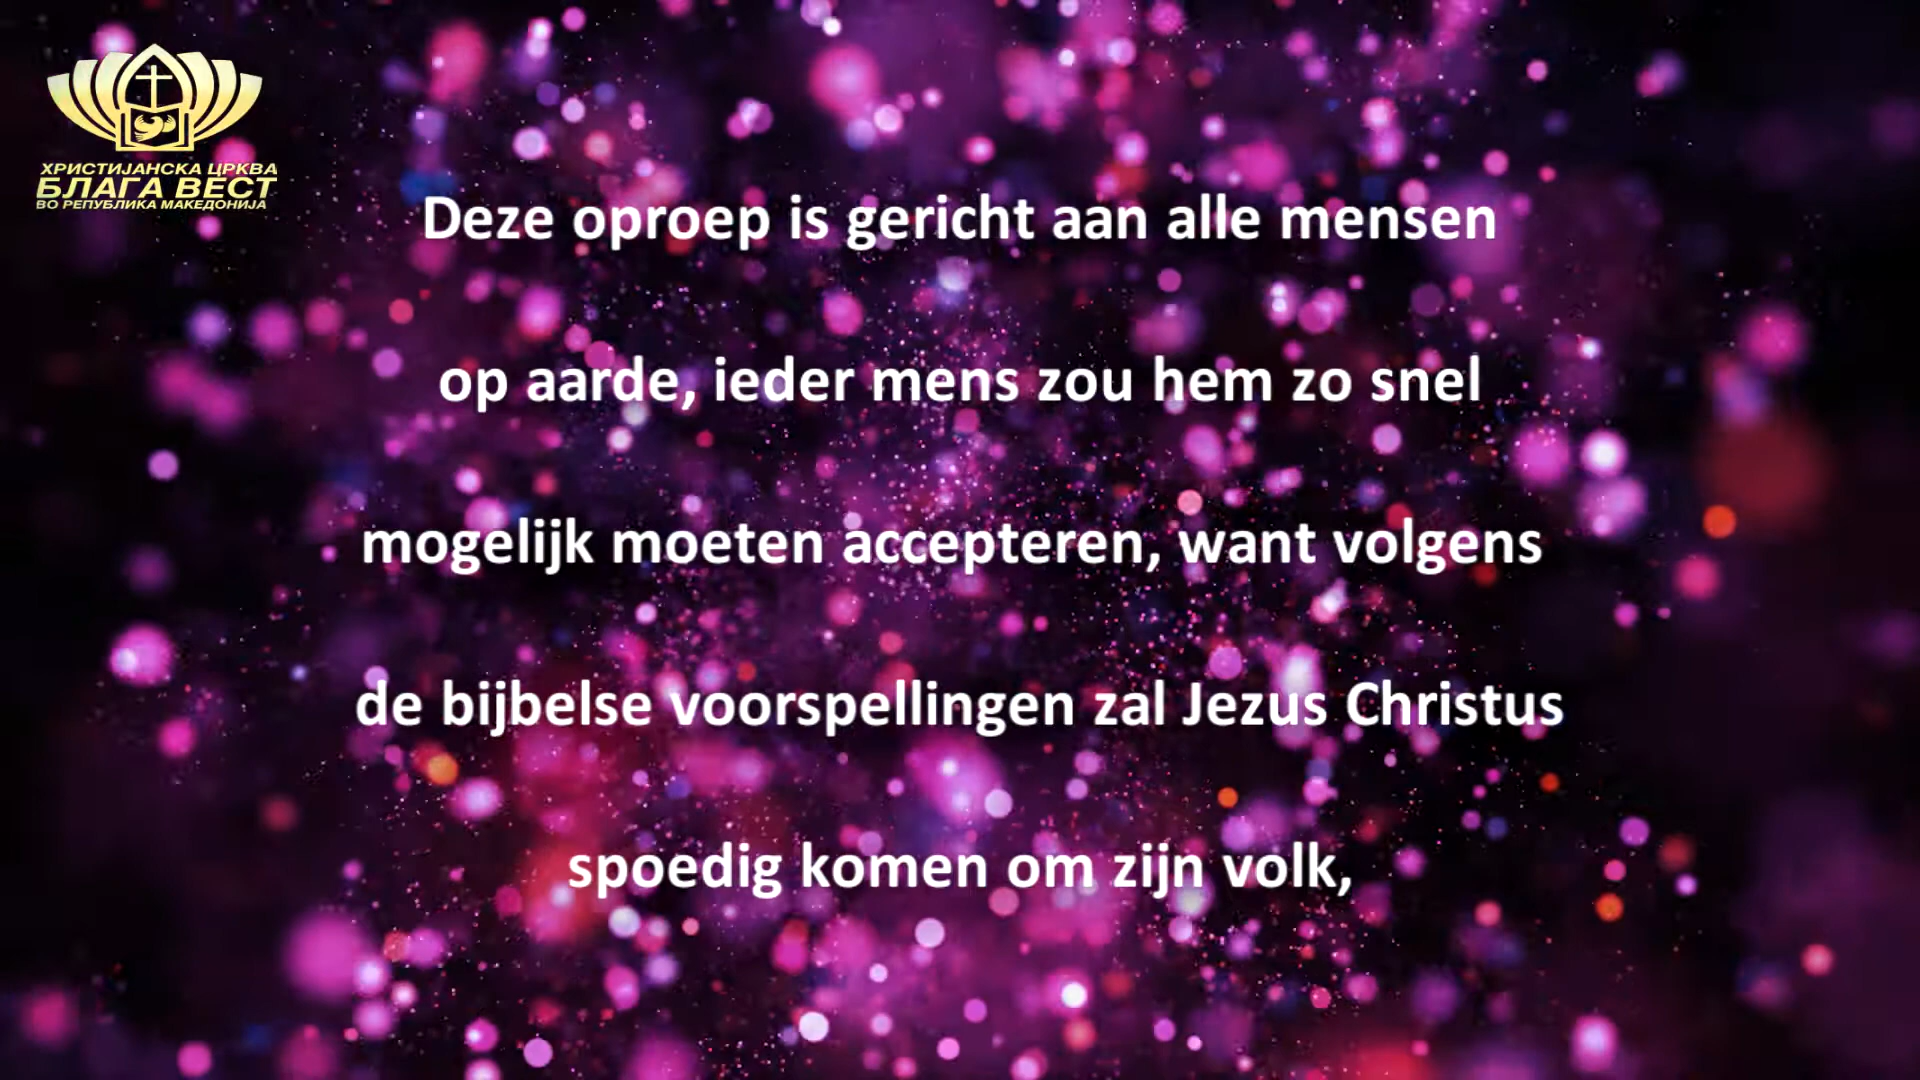 ХРИСТИЈАНСКА ЦРКВА
БЛАГА ВЕСТ
ВО РЕПУБЛИКА МАКЕДОНИЈА
Deze oproep is gericht aan alle mensen
op aarde, ieder mens zou hem zo snel
mogelijk moeten accepteren, want volgens
de bijbelse voorspellingen zal Jezus Christus
spoedig komen om zijn volk,